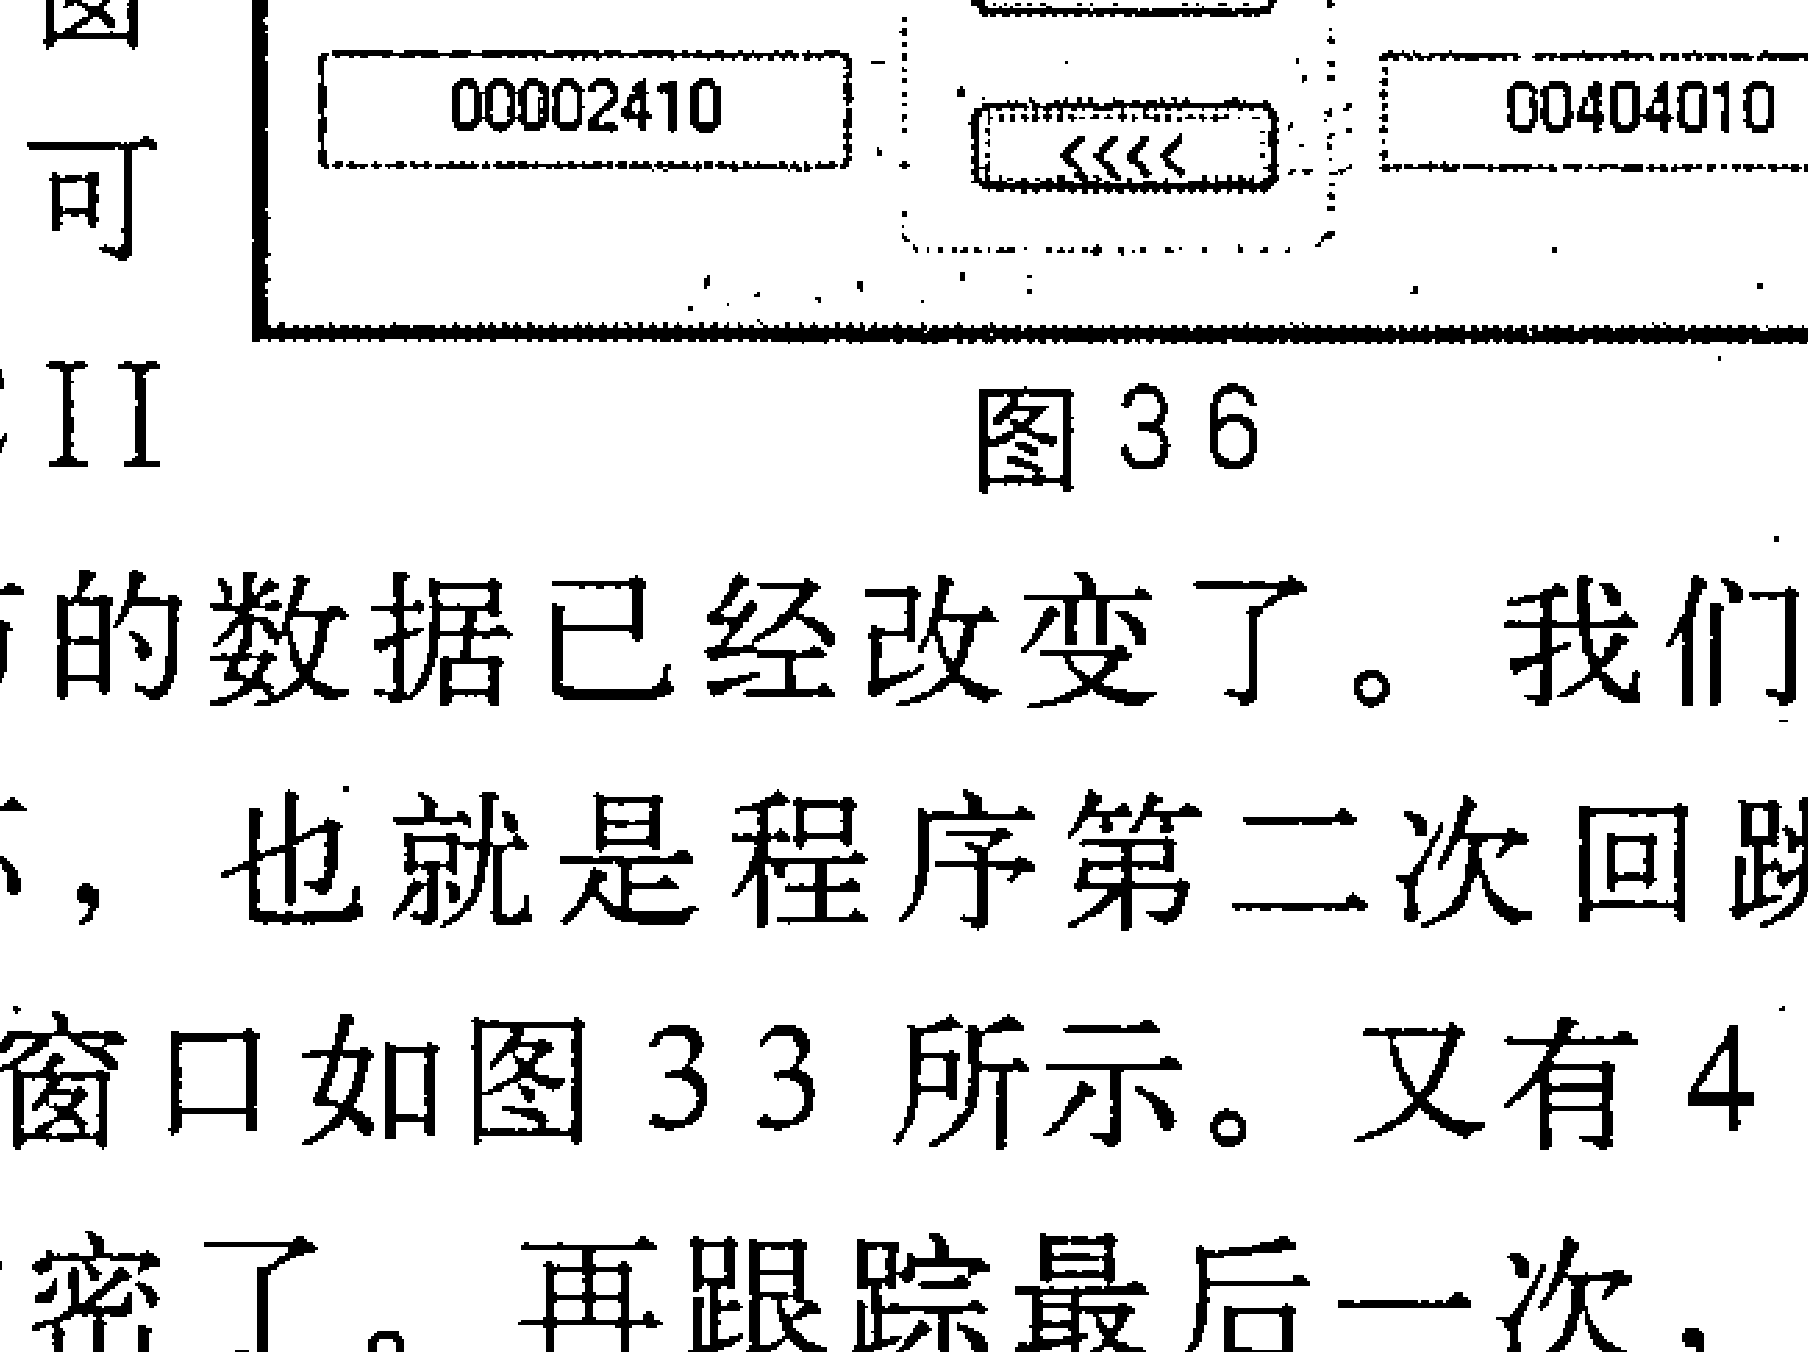 00002410 <<<< 00404010
可
II
图36
的数据已经改变了。我们
，也就是程序第二次回跳
窗口如图33 所示。又有4
密了。再跟踪最后一次，